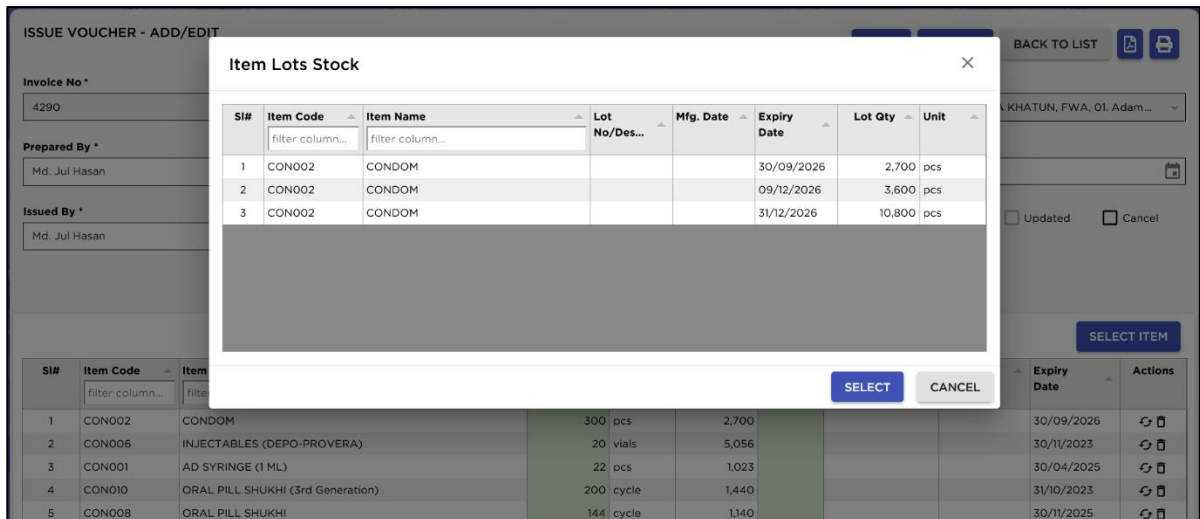 ISSUE VOUCHER - ADD/EDIT
BACK TO LIST
Item Lots Stock
Invoice No *
4290
A KHATUN, FWA, 01. Adam...
Sl# Item Code Item Name Lot No/Des... Mfg. Date Expiry Date Lot Qty Unit
filter column... filter column...
Prepared By *
Md. Jul Hasan
1 CON002 CONDOM 30/09/2026 2,700 pcs
2 CON002 CONDOM 09/12/2026 3,600 pcs
3 CON002 CONDOM 31/12/2026 10,800 pcs
Issued By *
Md. Jul Hasan
Updated Cancel
SELECT ITEM
SELECT CANCEL
Sl# Item Code Item Expiry Date Actions
filter column...
1 CON002 CONDOM 300 pcs 2,700 30/09/2026
2 CON006 INJECTABLES (DEPO-PROVERA) 20 vials 5,056 30/11/2023
3 CON001 AD SYRINGE (1 ML) 22 pcs 1,023 30/04/2025
4 CON010 ORAL PILL SHUKHI (3rd Generation) 200 cycle 1,440 31/10/2023
5 CON008 ORAL PILL SHUKHI 144 cycle 1,140 30/11/2025